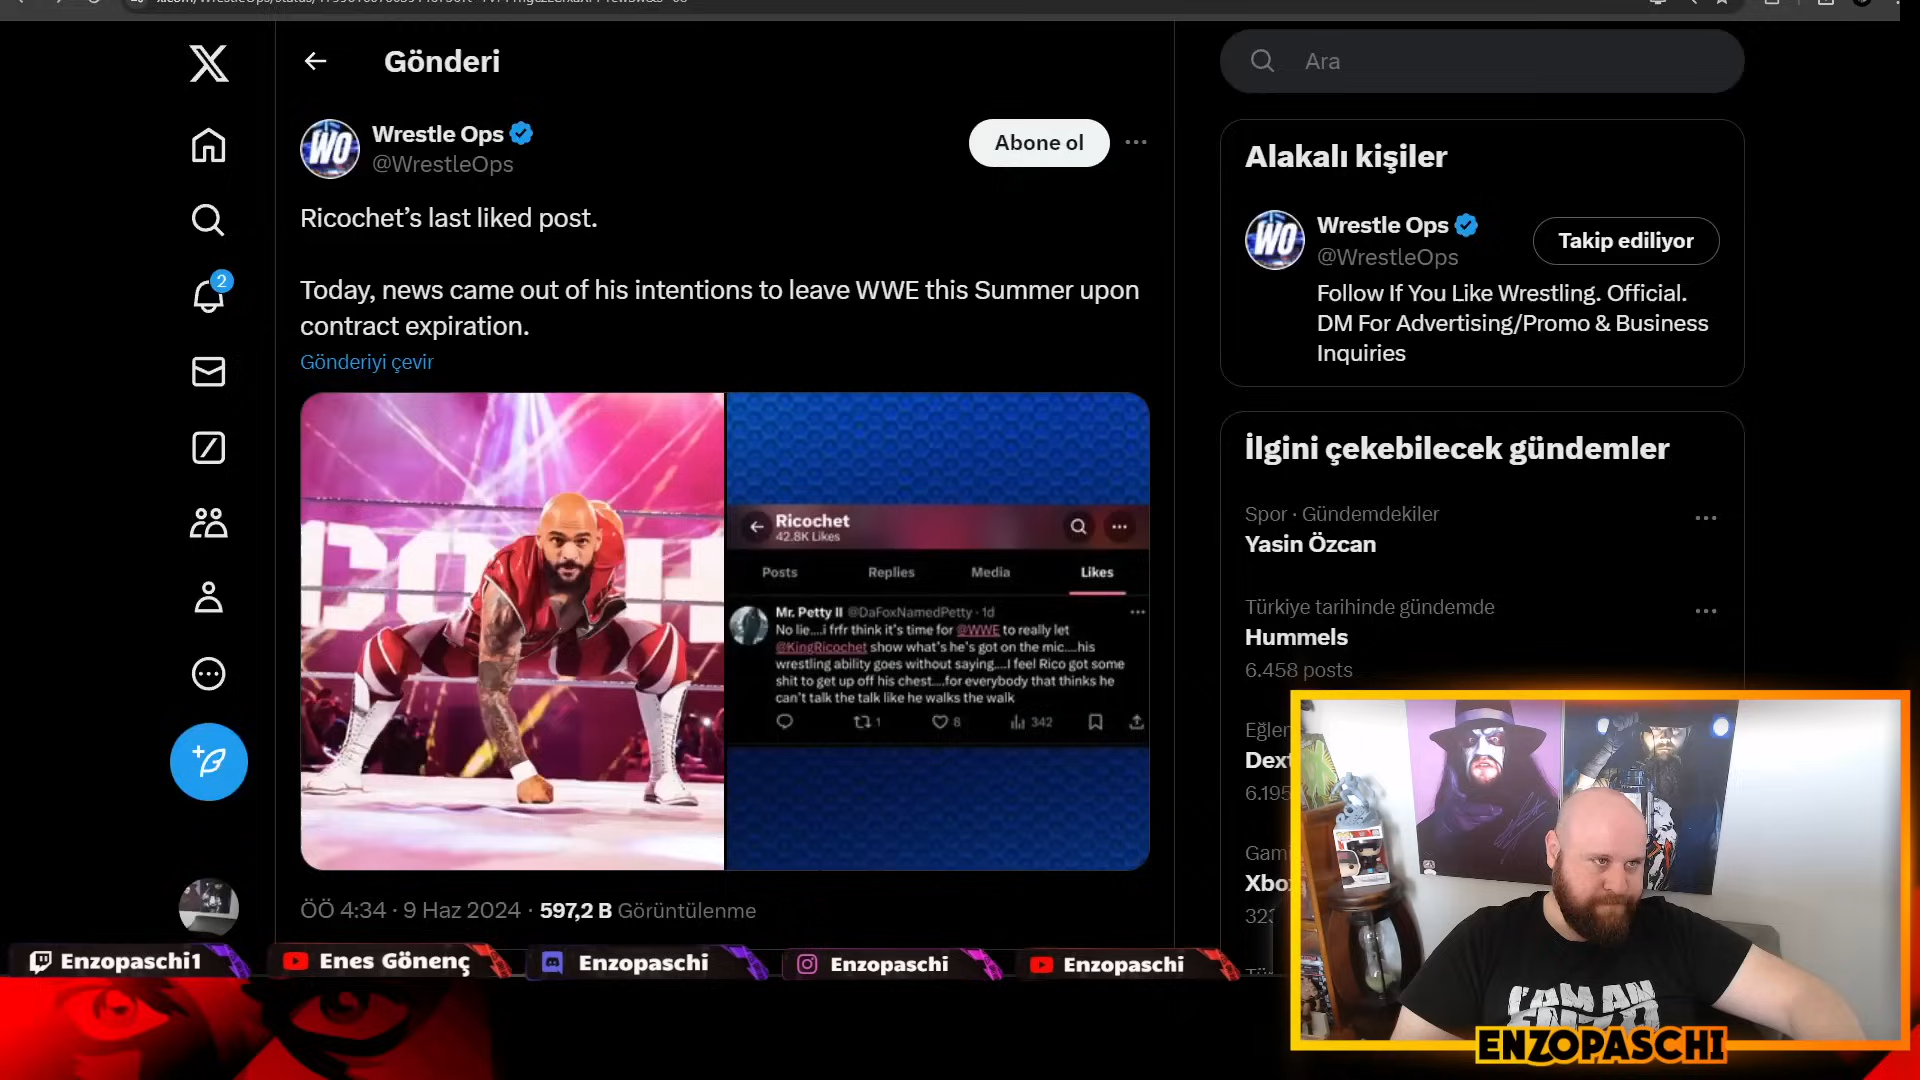 Gönderi
Wrestle Ops
@WrestleOps
Abone ol
Ricochet’s last liked post.
Today, news came out of his intentions to leave WWE this Summer upon
contract expiration.
Gönderiyi çevir
Ricochet
42.8K Likes
Posts
Replies
Media
Likes
Mr. Petty II @DaFoxNamedPetty · 1d
No lie....i frfr think it's time for @WWE to really let
@KingRicochet show what's he's got on the mic....his
wrestling ability goes without saying....I feel Rico got some
shit to get up off his chest....for everybody that thinks he
can't talk the talk like he walks the walk
1
8
342
ÖÖ 4:34 · 9 Haz 2024 · 597,2 B Görüntülenme
2
WO
Ara
Alakalı kişiler
WO
Wrestle Ops
@WrestleOps
Takip ediliyor
Follow If You Like Wrestling. Official.
DM For Advertising/Promo & Business
Inquiries
İlgini çekebilecek gündemler
Spor · Gündemdekiler
Yasin Özcan
Türkiye tarihinde gündemde
Hummels
6.458 posts
Enzopaschi1
Enes Gönenç
Enzopaschi
Enzopaschi
Enzopaschi
I AM AN
ENZOPASCHI